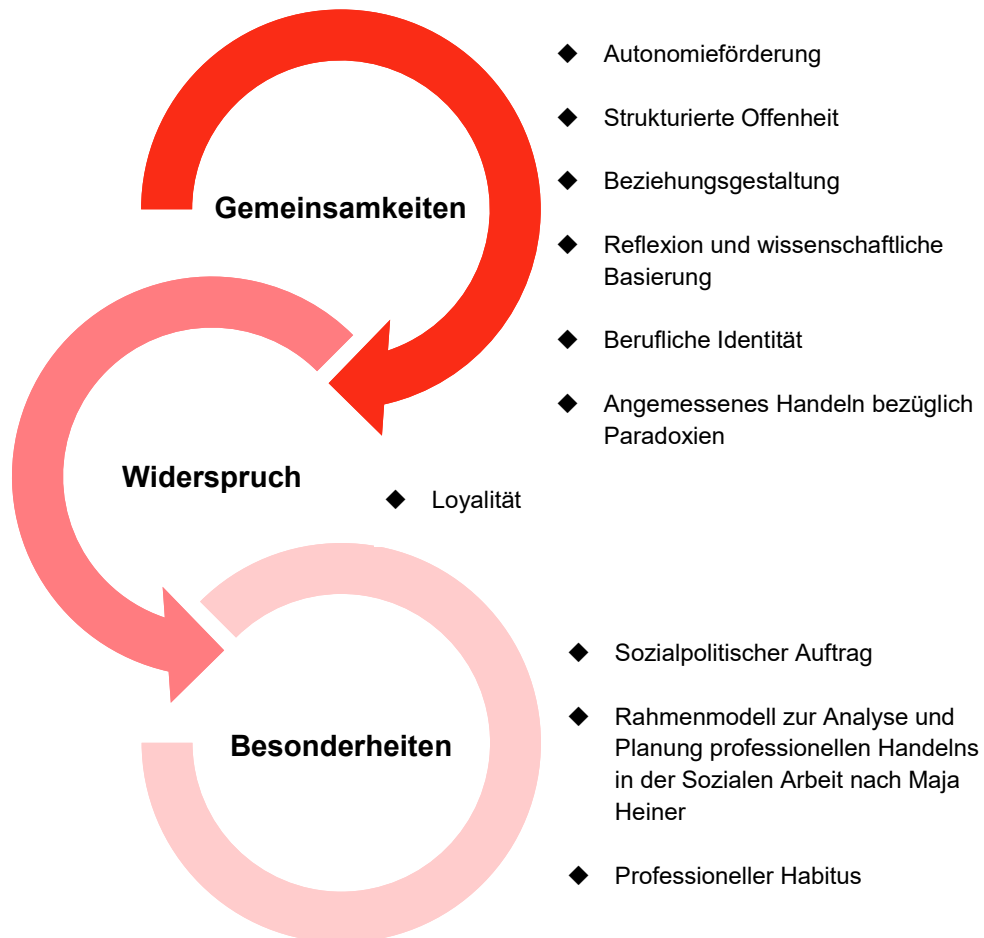 Gemeinsamkeiten
◆ Autonomieförderung
◆ Strukturierte Offenheit
◆ Beziehungsgestaltung
◆ Reflexion und wissenschaftliche
Basierung
◆ Berufliche Identität
◆ Angemessenes Handeln bezüglich
Paradoxien
Widerspruch
◆ Loyalität
Besonderheiten
◆ Sozialpolitischer Auftrag
◆ Rahmenmodell zur Analyse und
Planung professionellen Handelns
in der Sozialen Arbeit nach Maja
Heiner
◆ Professioneller Habitus